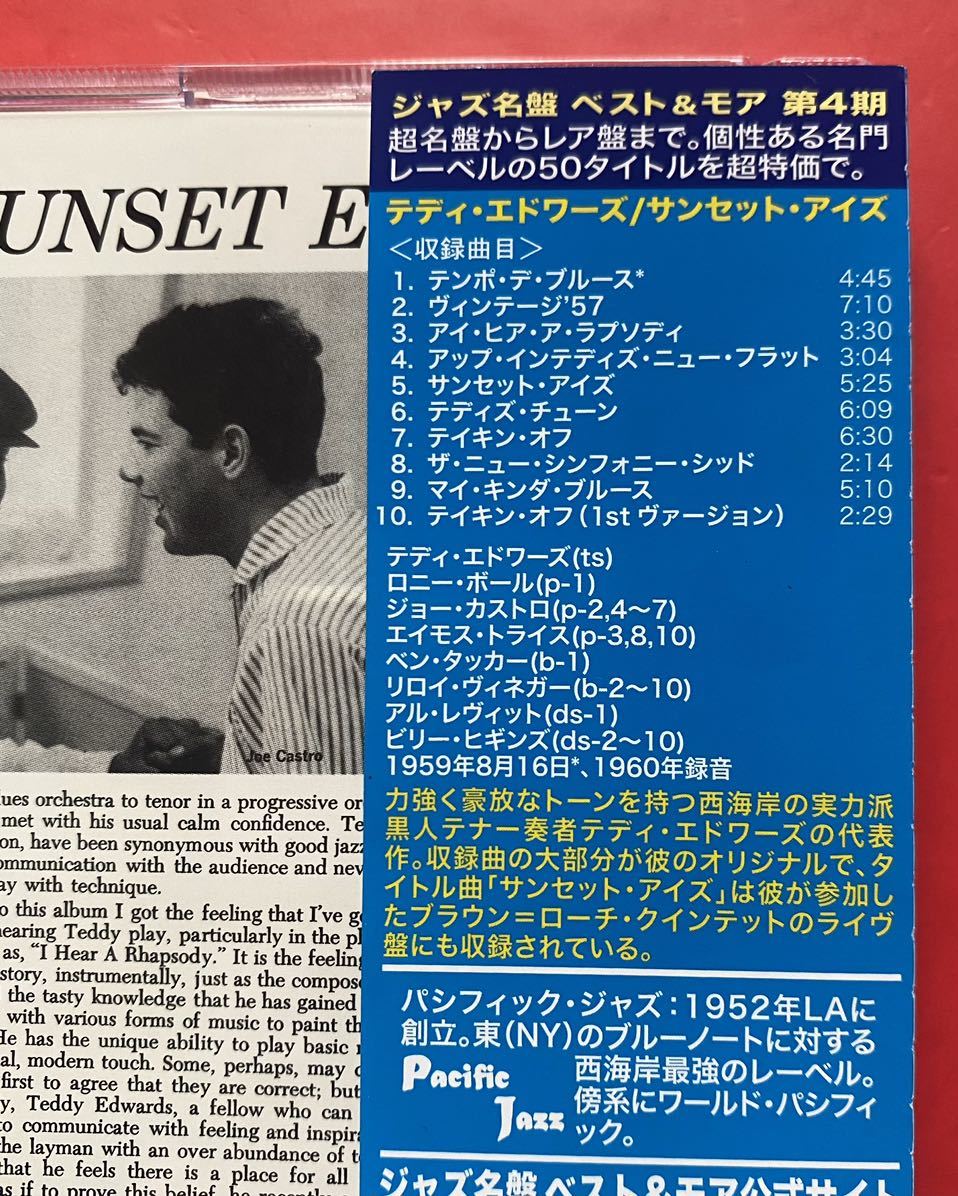 UNSET E
Joe Castro
lues orchestra to tenor in a progressive or
met with his usual calm confidence. Te
on, have been synonymous with good jazz
ommunication with the audience and nev
ay with technique.
o this album I got the feeling that I've g
earing Teddy play, particularly in the pl
as, “I Hear A Rhapsody.” It is the feeling
story, instrumentally, just as the compos
the tasty knowledge that he has gained
with various forms of music to paint th
He has the unique ability to play basic
al, modern touch. Some, perhaps, may
first to agree that they are correct; but
y, Teddy Edwards, a fellow who can
to communicate with feeling and inspira
the layman with an over abundance of t
that he feels there is a place for all
as if to prove this belief, he recently
ジャズ名盤 ベスト&モア 第4期
超名盤からレア盤まで。個性ある名門
レーベルの50タイトルを超特価で。
テディ・エドワーズ/サンセット・アイズ
<収録曲目>
1. テンポ・デ・ブルース* 4:45
2. ヴィンテージ'57 7:10
3. アイ・ヒア・ア・ラプソディ 3:30
4. アップ・インテディズ・ニュー・フラット 3:04
5. サンセット・アイズ 5:25
6. テディズ・チューン 6:09
7. テイキン・オフ 6:30
8. ザ・ニュー・シンフォニー・シッド 2:14
9. マイ・キンダ・ブルース 5:10
10. テイキン・オフ(1st ヴァージョン) 2:29
テディ・エドワーズ(ts)
ロニー・ボール(p-1)
ジョー・カストロ(p-2,4～7)
エイモス・トライス(p-3,8,10)
ベン・タッカー(b-1)
リロイ・ヴィネガー(b-2～10)
アル・レヴィット(ds-1)
ビリー・ヒギンズ(ds-2～10)
1959年8月16日*、1960年録音
力強く豪放なトーンを持つ西海岸の実力派
黒人テナー奏者テディ・エドワーズの代表
作。収録曲の大部分が彼のオリジナルで、タ
イトル曲「サンセット・アイズ」は彼が参加し
たブラウン＝ローチ・クインテットのライヴ
盤にも収録されている。
パシフィック・ジャズ：1952年LAに
創立。東(NY)のブルーノートに対する
西海岸最強のレーベル。
傍系にワールド・パシフィ
ック。
Pacific
Jazz
ジャズ名盤 ベスト&モア公式サイト